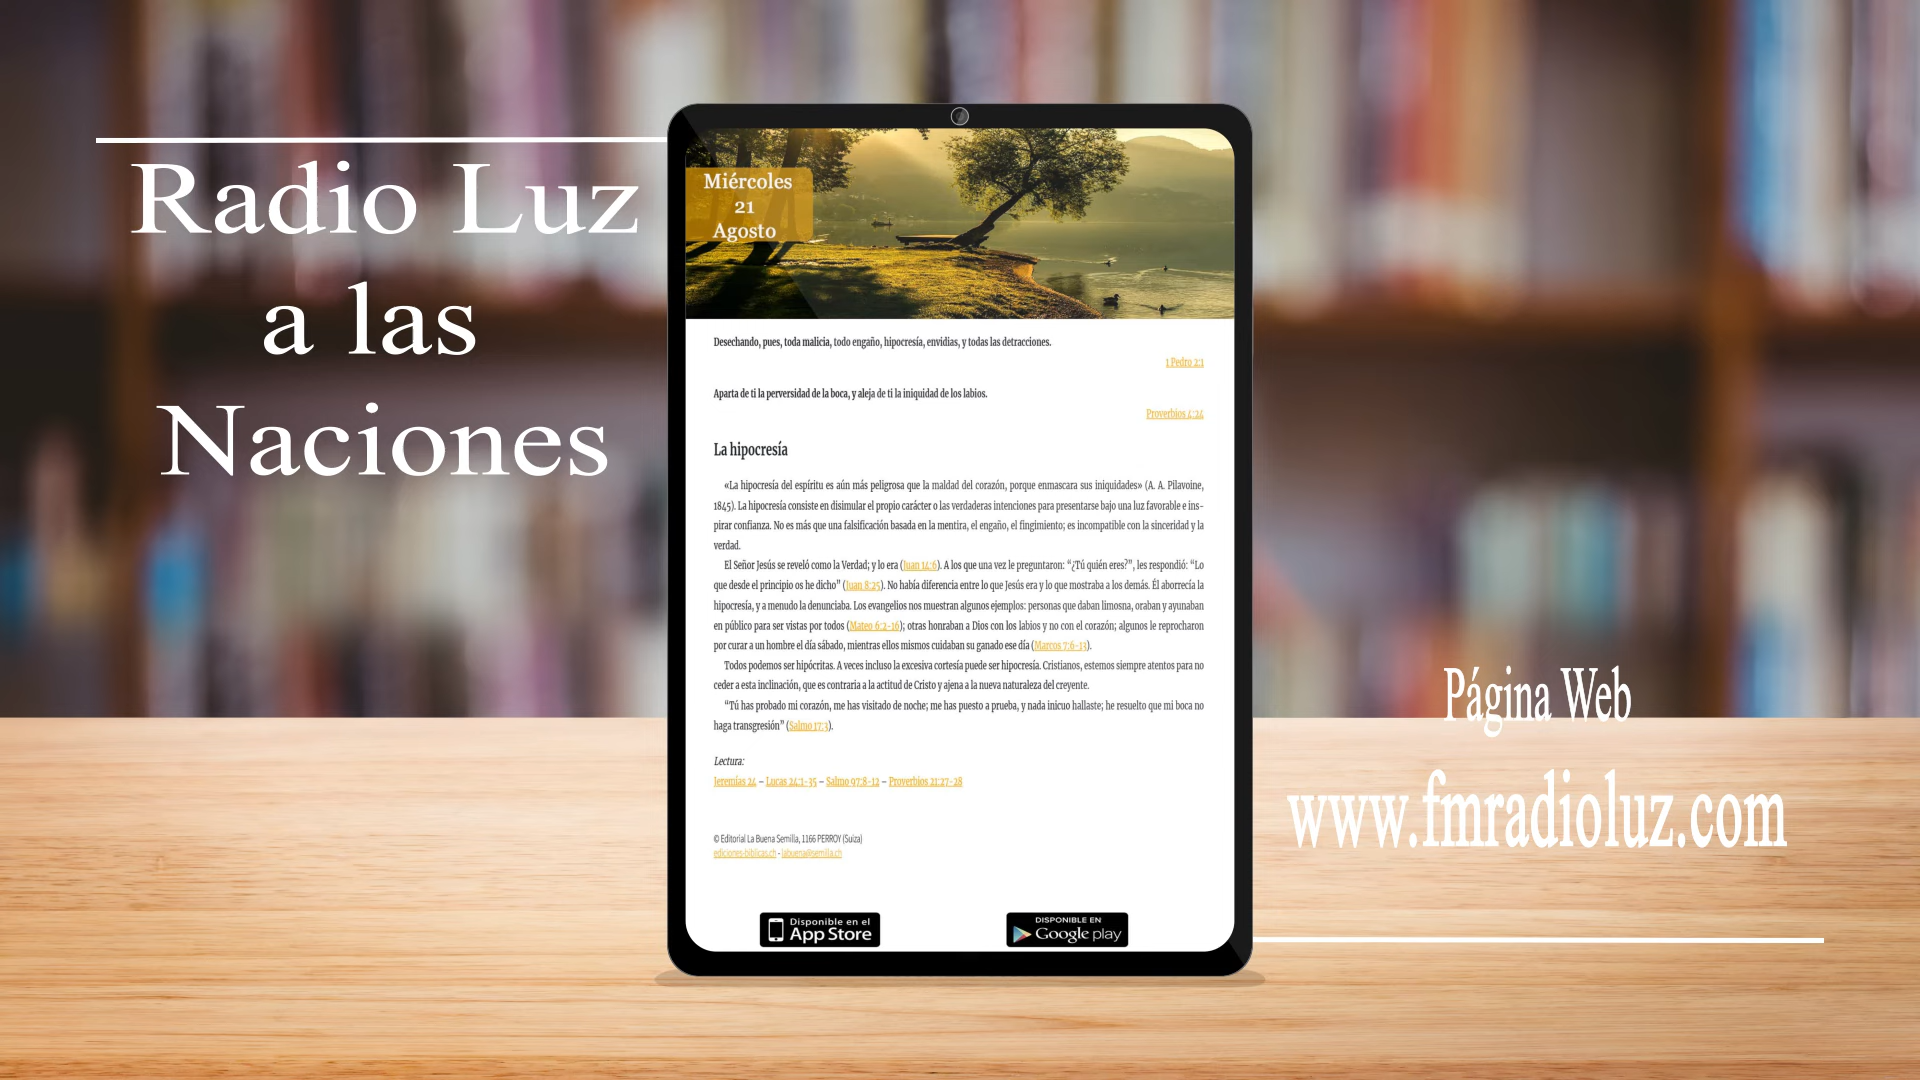 Radio Luz
a las
Naciones
Miércoles
21
Agosto
Desechando, pues, toda malicia, todo engaño, hipocresía, envidias, y todas las detracciones.
1 Pedro 2:1
Aparta de ti la perversidad de la boca, y aleja de ti la iniquidad de los labios.
Proverbios 4:24
La hipocresía
«La hipocresía del espíritu es aún más peligrosa que la maldad del corazón, porque enmascara sus iniquidades» (A. A. Pilavoine,
1845). La hipocresía consiste en disimular el propio carácter o las verdaderas intenciones para presentarse bajo una luz favorable e ins-
pirar confianza. No es más que una falsificación basada en la mentira, el engaño, el fingimiento; es incompatible con la sinceridad y la
verdad.
El Señor Jesús se reveló como la Verdad; y lo era (Juan 14:6). A los que una vez le preguntaron: “¿Tú quién eres?”, les respondió: “Lo
que desde el principio os he dicho” (Juan 8:25). No había diferencia entre lo que Jesús era y lo que mostraba a los demás. Él aborrecía la
hipocresía, y a menudo la denunciaba. Los evangelios nos muestran algunos ejemplos: personas que daban limosna, oraban y ayunaban
en público para ser vistas por todos (Mateo 6:2-16); otras honraban a Dios con los labios y no con el corazón; algunos le reprocharon
por curar a un hombre el día sábado, mientras ellos mismos cuidaban su ganado ese día (Marcos 7:6-13).
Todos podemos ser hipócritas. A veces incluso la excesiva cortesía puede ser hipocresía. Cristianos, estemos siempre atentos para no
ceder a esta inclinación, que es contraria a la actitud de Cristo y ajena a la nueva naturaleza del creyente.
“Tú has probado mi corazón, me has visitado de noche; me has puesto a prueba, y nada inicuo hallaste; he resuelto que mi boca no
haga transgresión” (Salmo 17:3).
Lectura:
Jeremías 24 – Lucas 24:1-35 – Salmo 97:8-12 – Proverbios 21:27-28
© Editorial La Buena Semilla, 1166 PERROY (Suiza)
ediciones-biblicas.ch - labuena@semilla.ch
Disponible en el
App Store
DISPONIBLE EN
Google play
Página Web
www.fmradioluz.com